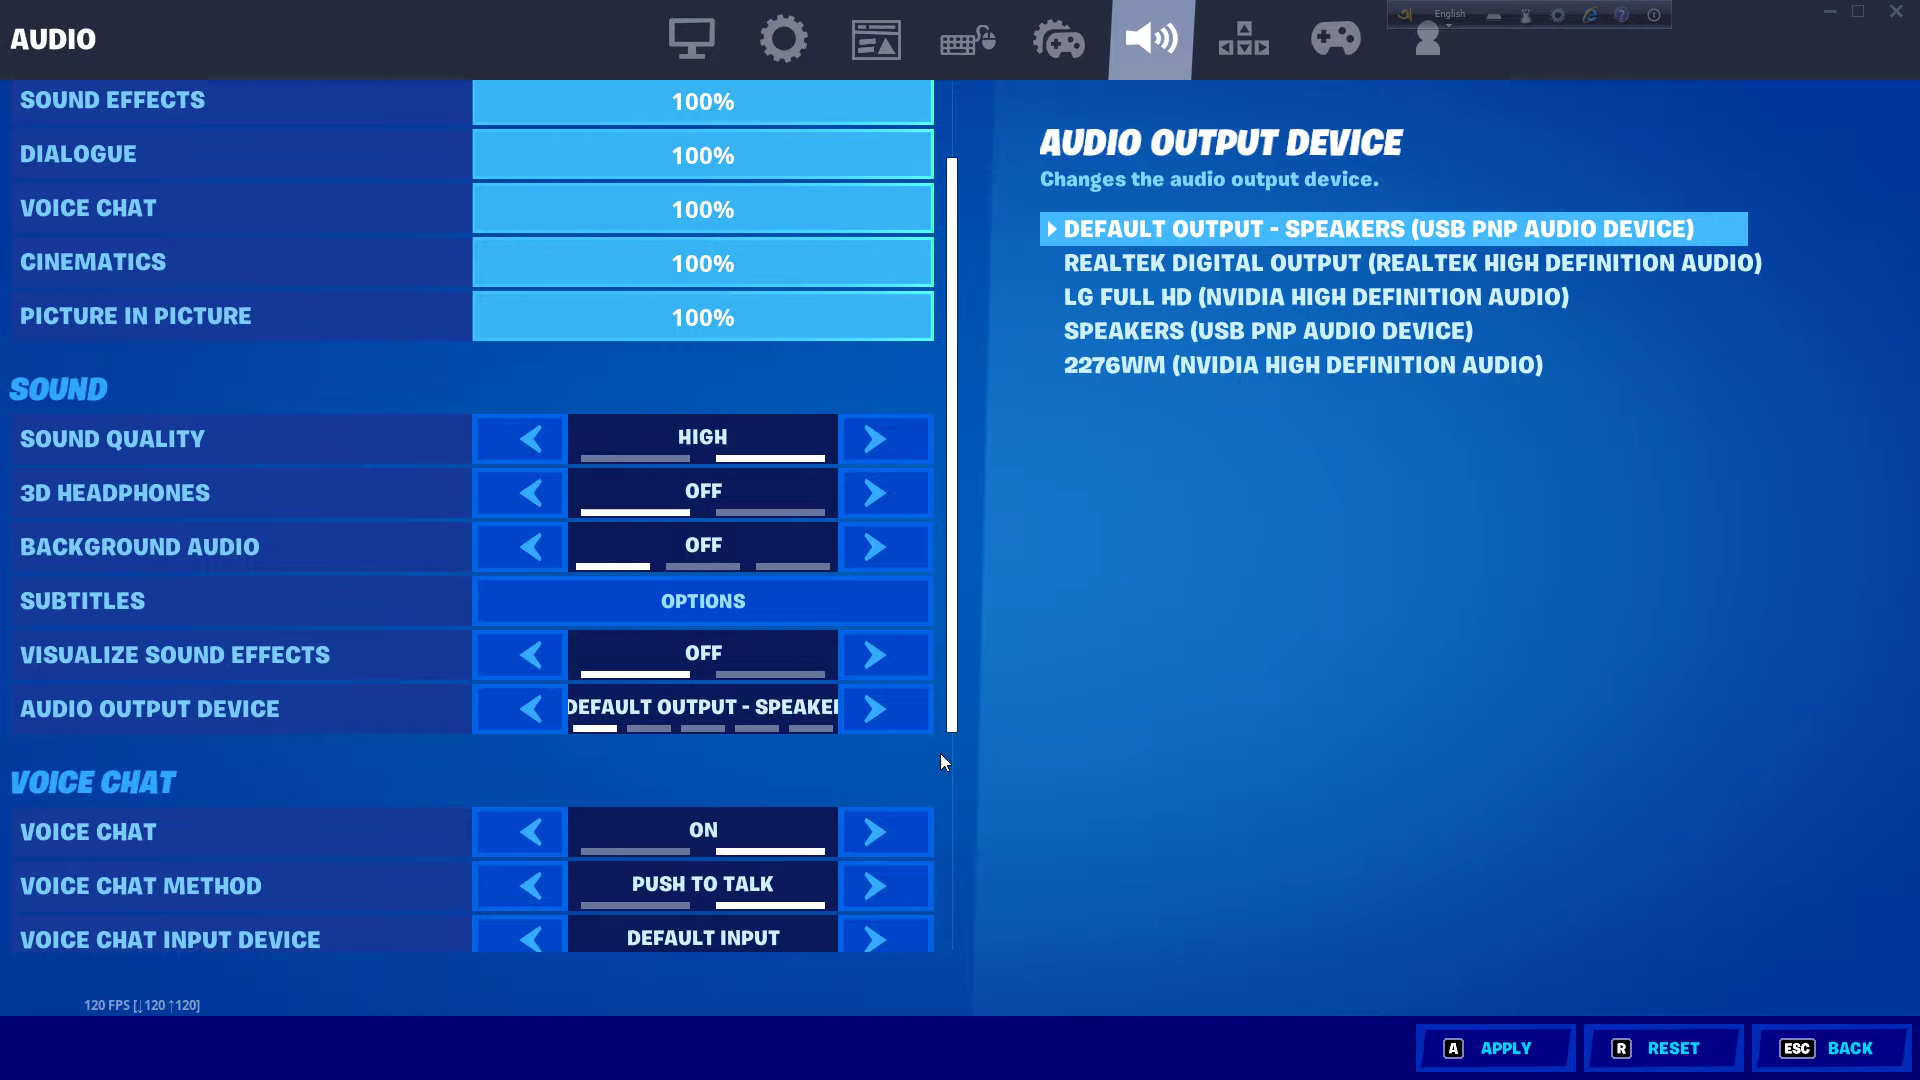 AUDIO
English
SOUND EFFECTS 100%
DIALOGUE 100%
VOICE CHAT 100%
CINEMATICS 100%
PICTURE IN PICTURE 100%
SOUND
SOUND QUALITY HIGH
3D HEADPHONES OFF
BACKGROUND AUDIO OFF
SUBTITLES OPTIONS
VISUALIZE SOUND EFFECTS OFF
AUDIO OUTPUT DEVICE DEFAULT OUTPUT - SPEAKER
VOICE CHAT
VOICE CHAT ON
VOICE CHAT METHOD PUSH TO TALK
VOICE CHAT INPUT DEVICE DEFAULT INPUT
AUDIO OUTPUT DEVICE
Changes the audio output device.
DEFAULT OUTPUT - SPEAKERS (USB PNP AUDIO DEVICE)
REALTEK DIGITAL OUTPUT (REALTEK HIGH DEFINITION AUDIO)
LG FULL HD (NVIDIA HIGH DEFINITION AUDIO)
SPEAKERS (USB PNP AUDIO DEVICE)
2276WM (NVIDIA HIGH DEFINITION AUDIO)
120 FPS [↓120 ↑120]
A APPLY
R RESET
ESC BACK